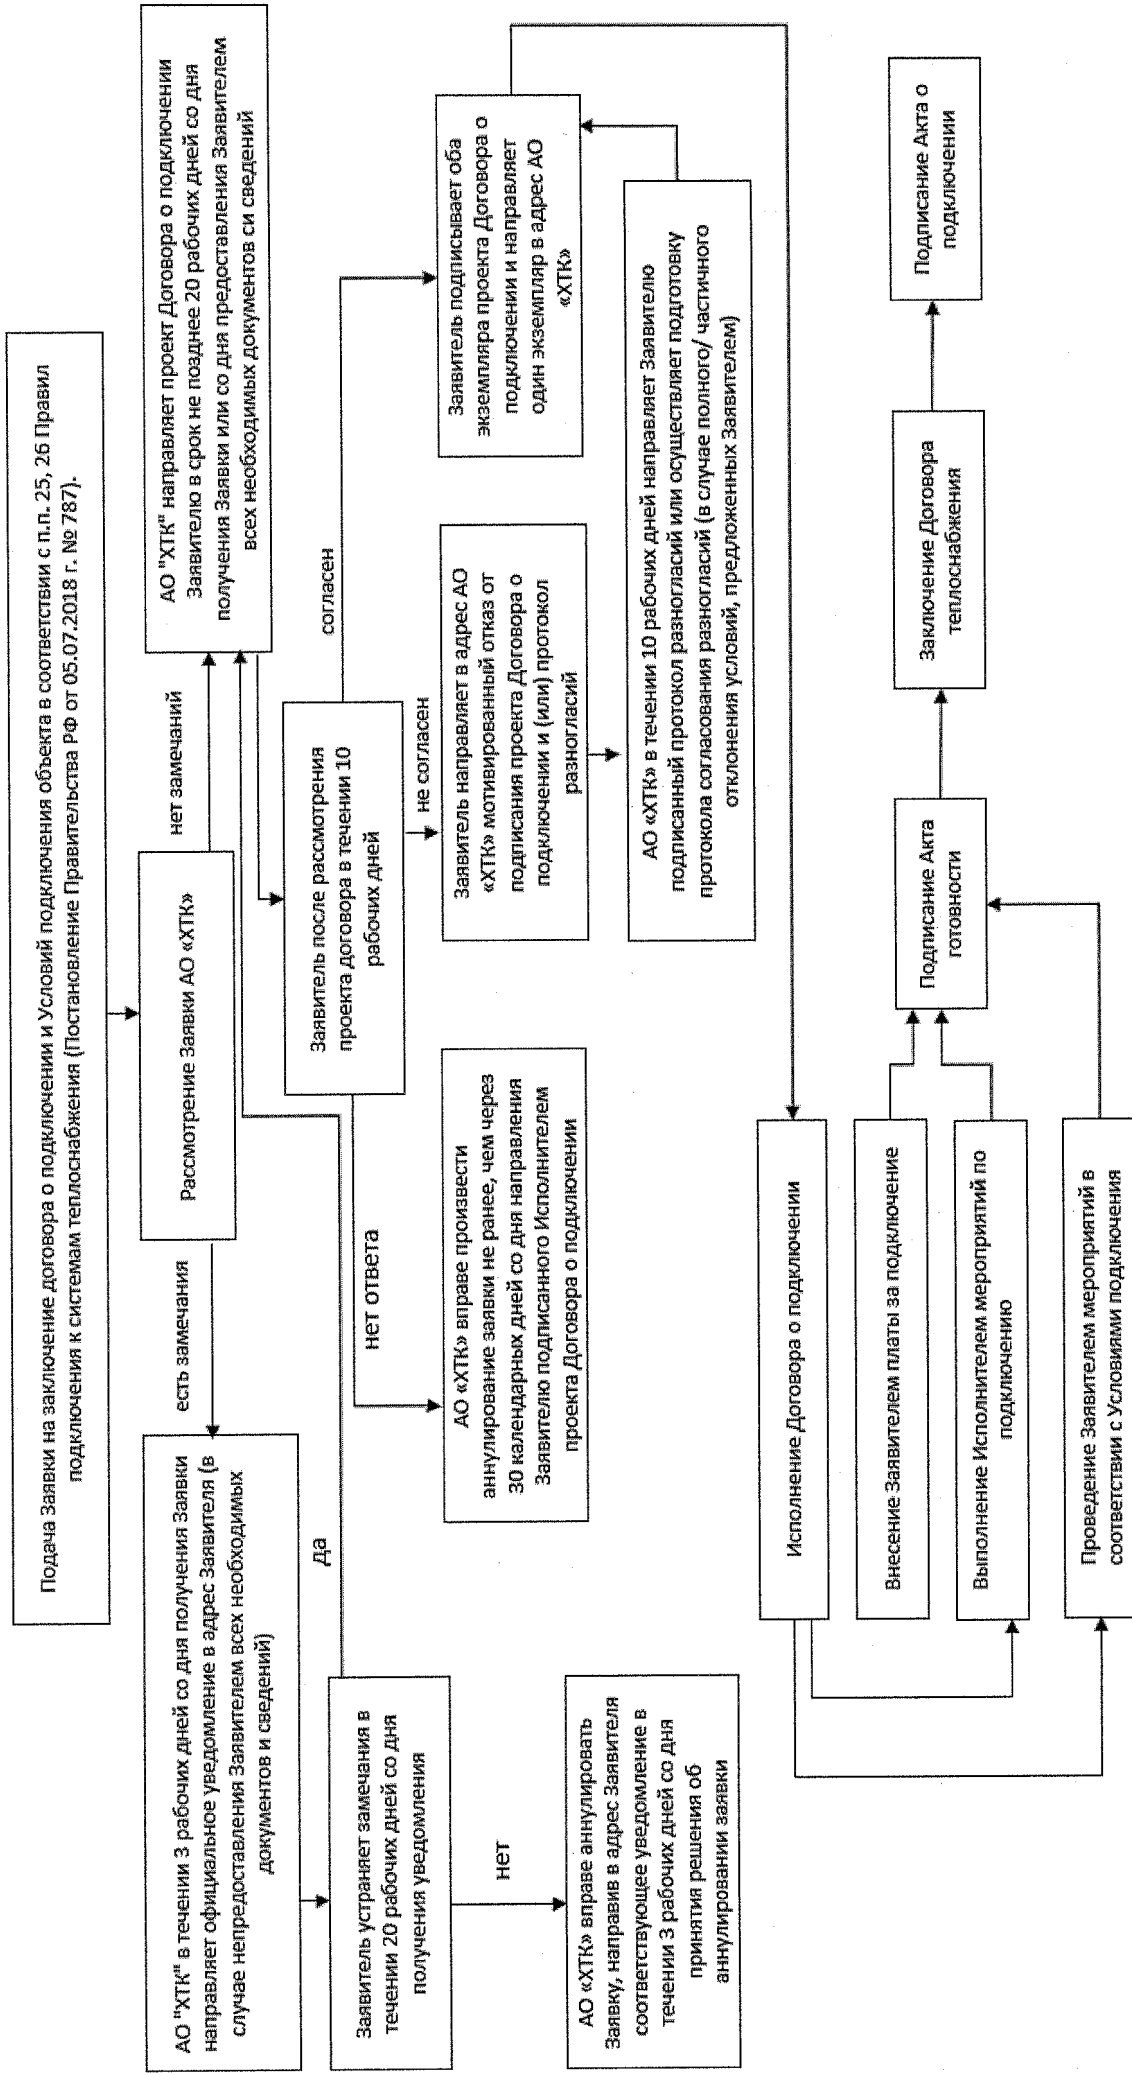 Подача Заявки на заключение договора о подключении и Условий подключения объекта в соответствии с п.п. 25, 26 Правил
подключения к системам теплоснабжения (Постановление Правительства РФ от 05.07.2018 г. № 787).
Рассмотрение Заявки АО «ХТК»
есть замечания
нет замечаний
АО "ХТК" в течении 3 рабочих дней со дня получения Заявки
направляет официальное уведомление в адрес Заявителя (в
случае непредоставления Заявителем всех необходимых
документов и сведений)
АО "ХТК" направляет проект Договора о подключении
Заявителю в срок не позднее 20 рабочих дней со дня
получения Заявки или со дня предоставления Заявителем
всех необходимых документов си сведений
Заявитель устраняет замечания в
течении 20 рабочих дней со дня
получения уведомления
да
нет
АО «ХТК» вправе аннулировать
Заявку, направив в адрес Заявителя
соответствующее уведомление в
течении 3 рабочих дней со дня
принятия решения об
аннулировании заявки
Заявитель после рассмотрения
проекта договора в течении 10
рабочих дней
нет ответа
не согласен
согласен
АО «ХТК» вправе произвести
аннулирование заявки не ранее, чем через
30 календарных дней со дня направления
Заявителю подписанного Исполнителем
проекта Договора о подключении
Заявитель направляет в адрес АО
«ХТК» мотивированный отказ от
подписания проекта Договора о
подключении и (или) протокол
разногласий
Заявитель подписывает оба
экземпляра проекта Договора о
подключении и направляет
один экземпляр в адрес АО
«ХТК»
АО «ХТК» в течении 10 рабочих дней направляет Заявителю
подписанный протокол разногласий или осуществляет подготовку
протокола согласования разногласий (в случае полного/ частичного
отклонения условий, предложенных Заявителем)
Исполнение Договора о подключении
Внесение Заявителем платы за подключение
Выполнение Исполнителем мероприятий по
подключению
Проведение Заявителем мероприятий в
соответствии с Условиями подключения
Подписание Акта
готовности
Заключение Договора
теплоснабжения
Подписание Акта о
подключении